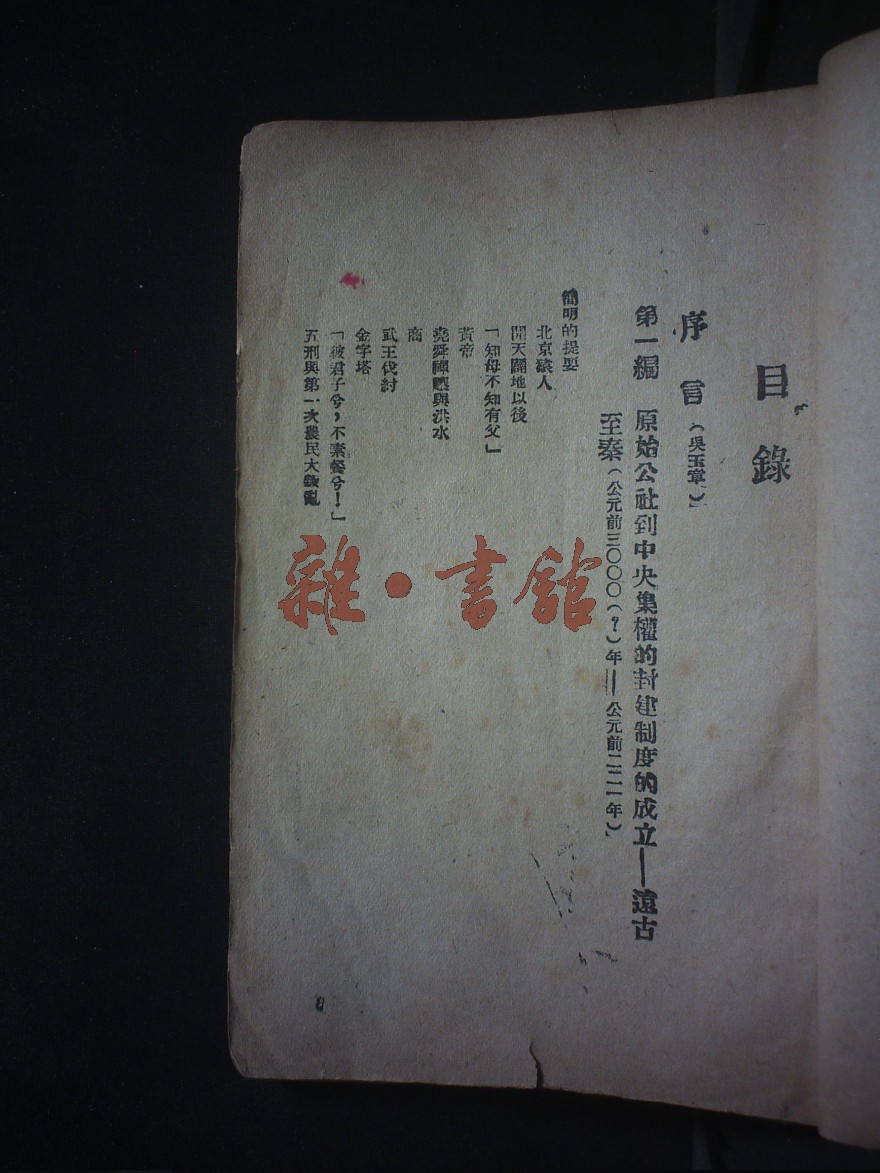 目錄
序言（吳玉章）
第一編　原始公社到中央集權的封建制度的成立——遠古
至秦（公元前三〇〇〇（？）年——公元前二二一年）
簡明的提要
北京猿人
開天闢地以後
「知母不知有父」
黃帝
堯舜禪讓與洪水
商
武王伐紂
金字塔
「彼君子兮，不素餐兮！」
五刑與第一次農民大叛亂
雜·書館